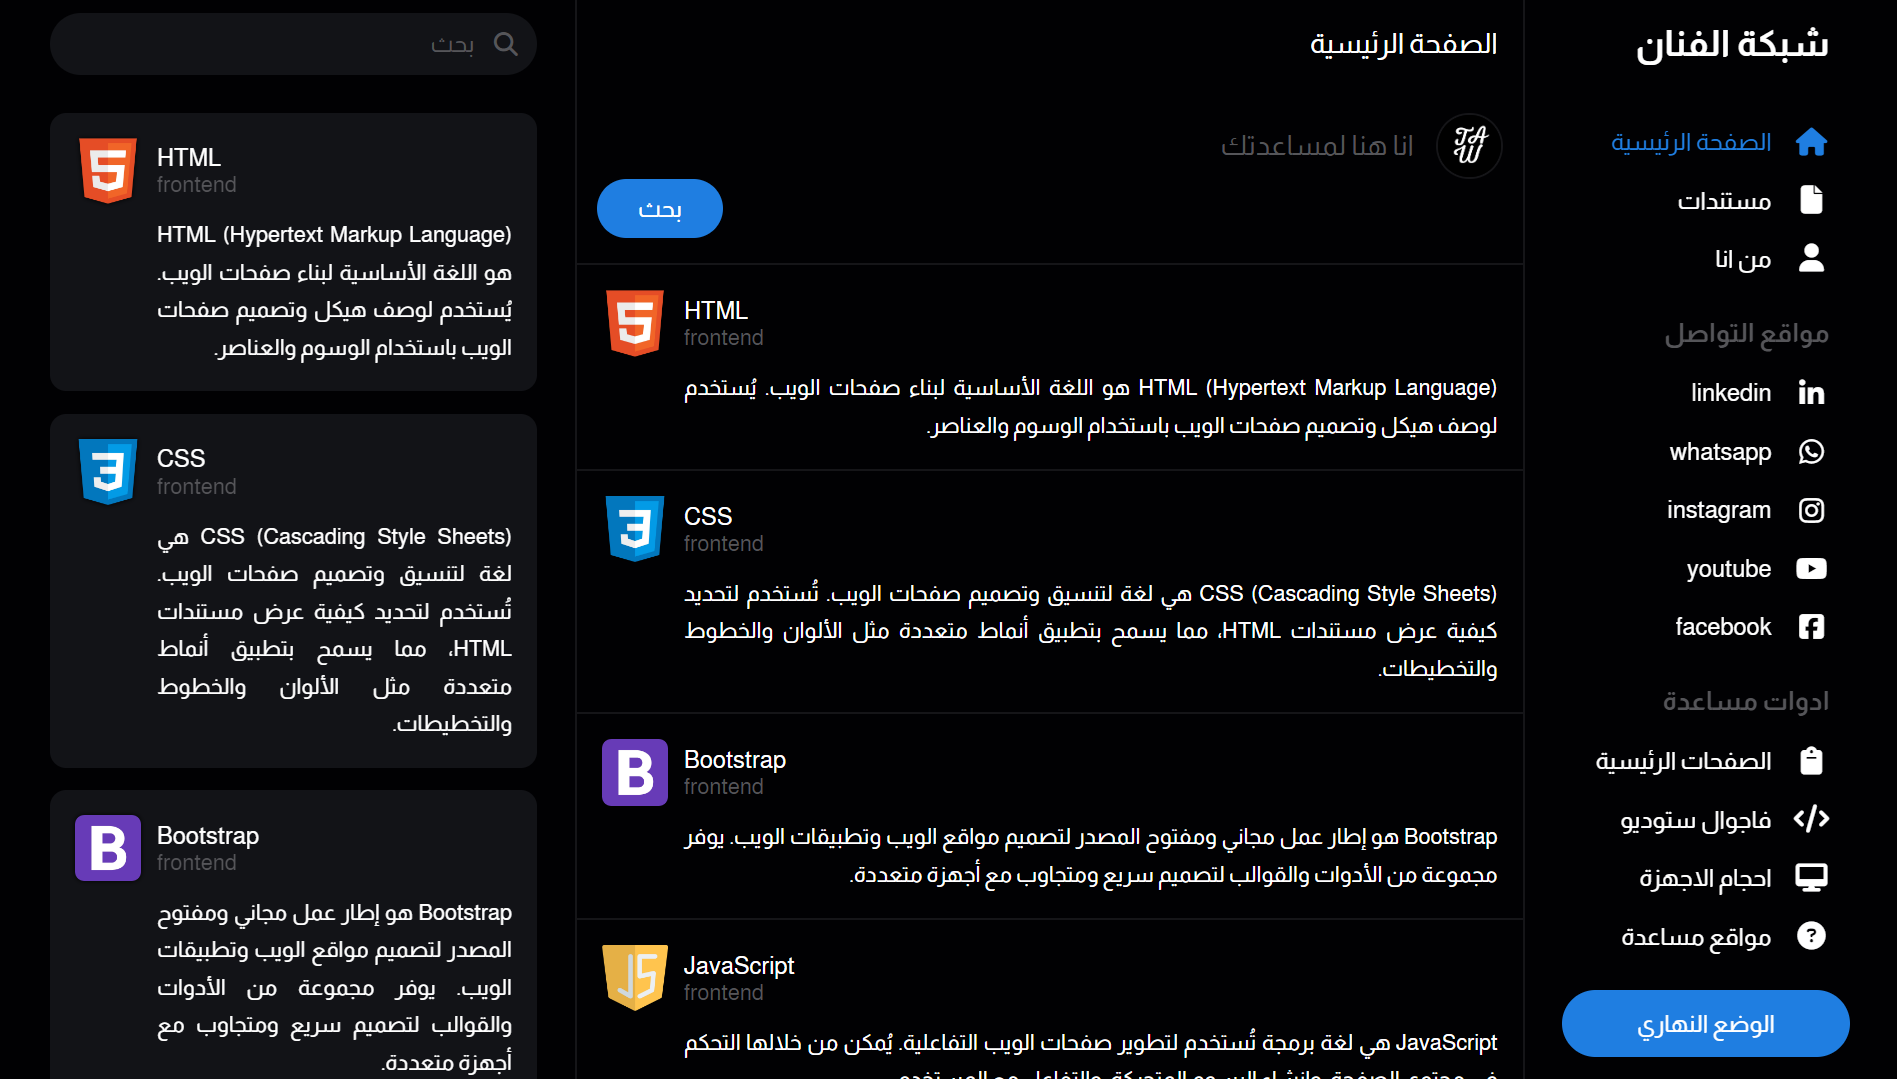 شبكة الفنان
الصفحة الرئيسية
مستندات
من انا
مواقع التواصل
linkedin
whatsapp
instagram
youtube
facebook
ادوات مساعدة
الصفحات الرئيسية
فاجوال ستوديو
احجام الاجهزة
مواقع مساعدة
الوضع النهاري
الصفحة الرئيسية
انا هنا لمساعدتك
بحث
HTML
frontend
HTML (Hypertext Markup Language) هو اللغة الأساسية لبناء صفحات الويب. يُستخدم
لوصف هيكل وتصميم صفحات الويب باستخدام الوسوم والعناصر.
CSS
frontend
CSS (Cascading Style Sheets) هي لغة لتنسيق وتصميم صفحات الويب. تُستخدم لتحديد
كيفية عرض مستندات HTML، مما يسمح بتطبيق أنماط متعددة مثل الألوان والخطوط
والتخطيطات.
Bootstrap
frontend
Bootstrap هو إطار عمل مجاني ومفتوح المصدر لتصميم مواقع الويب وتطبيقات الويب. يوفر
مجموعة من الأدوات والقوالب لتصميم سريع ومتجاوب مع أجهزة متعددة.
JavaScript
frontend
JavaScript هي لغة برمجة تُستخدم لتطوير صفحات الويب التفاعلية. يُمكن من خلالها التحكم
بحث
HTML
frontend
HTML (Hypertext Markup Language)
هو اللغة الأساسية لبناء صفحات الويب.
يُستخدم لوصف هيكل وتصميم صفحات
الويب باستخدام الوسوم والعناصر.
CSS
frontend
CSS (Cascading Style Sheets) هي
لغة لتنسيق وتصميم صفحات الويب.
تُستخدم لتحديد كيفية عرض مستندات
HTML، مما يسمح بتطبيق أنماط
متعددة مثل الألوان والخطوط
والتخطيطات.
Bootstrap
frontend
Bootstrap هو إطار عمل مجاني ومفتوح
المصدر لتصميم مواقع الويب وتطبيقات
الويب. يوفر مجموعة من الأدوات
والقوالب لتصميم سريع ومتجاوب مع
أجهزة متعددة.